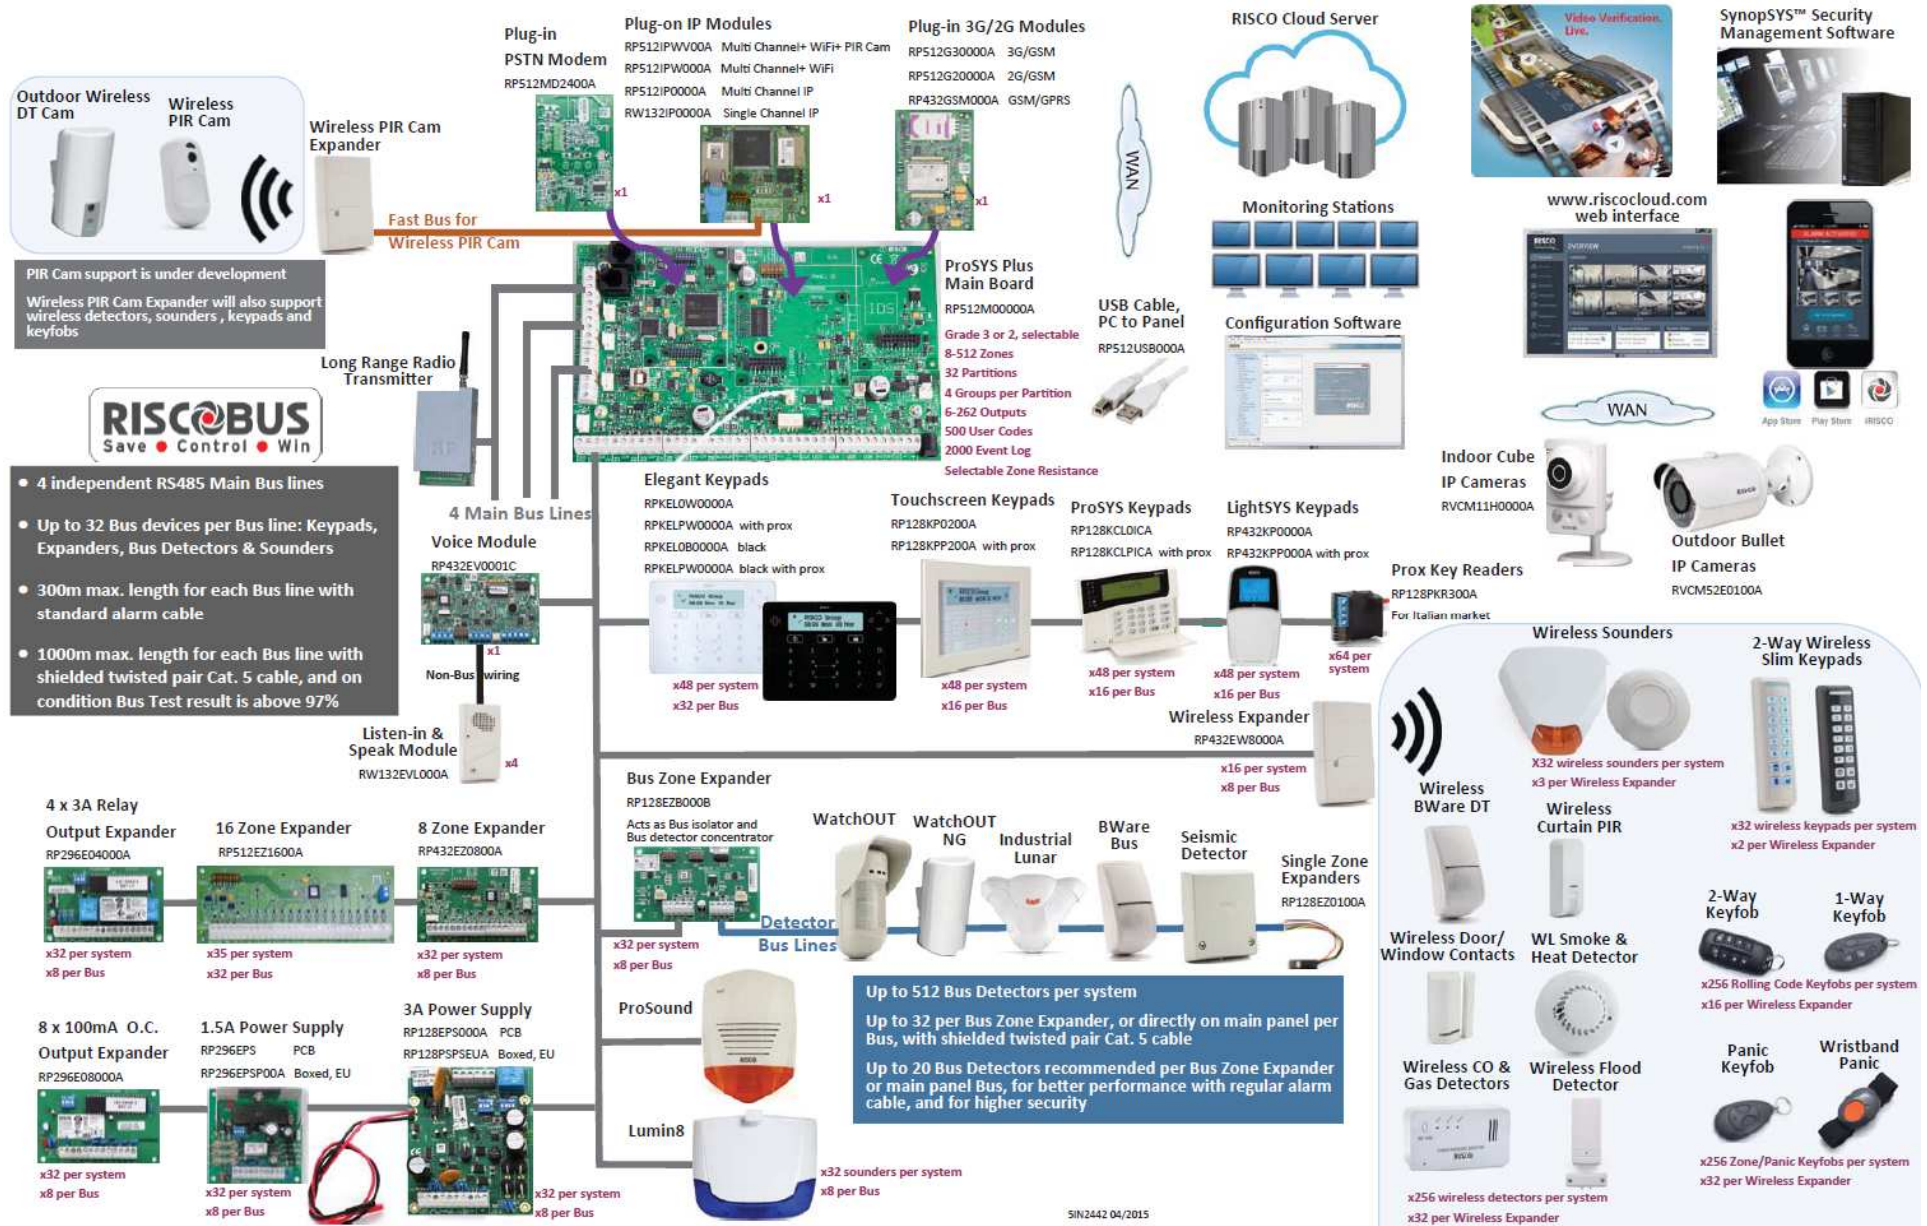 Outdoor Wireless
DT Cam
Wireless
PIR Cam
Wireless PIR Cam
Expander
Fast Bus for
Wireless PIR Cam
PIR Cam support is under development
Wireless PIR Cam Expander will also support
wireless detectors, sounders , keypads and
keyfobs
Plug-in
PSTN Modem
RP512MD2400A
x1
Plug-on IP Modules
RP512IPWV00A Multi Channel+ WiFi+ PIR Cam
RP512IPW000A Multi Channel+ WiFi
RP512IP0000A Multi Channel IP
RW132IP0000A Single Channel IP
x1
Plug-in 3G/2G Modules
RP512G30000A 3G/GSM
RP512G20000A 2G/GSM
RP432GSM000A GSM/GPRS
x1
ProSYS Plus
Main Board
RP512M00000A
Grade 3 or 2, selectable
8-512 Zones
32 Partitions
4 Groups per Partition
6-262 Outputs
500 User Codes
2000 Event Log
Selectable Zone Resistance
WAN
RISCO Cloud Server
Monitoring Stations
Configuration Software
USB Cable,
PC to Panel
RP512USB000A
Video Verification.
Live.
SynopSYS™ Security
Management Software
www.riscocloud.com
web interface
RISCO
OVERVIEW
App Store
Play Store
iRISCO
WAN
Indoor Cube
IP Cameras
RVCM11H0000A
Outdoor Bullet
IP Cameras
RVCM52E0100A
Long Range Radio
Transmitter
RISCOBUS
Save • Control • Win
• 4 independent RS485 Main Bus lines
• Up to 32 Bus devices per Bus line: Keypads,
Expanders, Bus Detectors & Sounders
• 300m max. length for each Bus line with
standard alarm cable
• 1000m max. length for each Bus line with
shielded twisted pair Cat. 5 cable, and on
condition Bus Test result is above 97%
4 Main Bus Lines
Voice Module
RP432EV0001C
x1
Non-Bus wiring
Listen-in &
Speak Module
RW132EVL000A
x4
Elegant Keypads
RPKEL0W0000A
RPKELPW0000A with prox
RPKEL0B0000A black
RPKELPW0000A black with prox
x48 per system
x32 per Bus
Touchscreen Keypads
RP128KP0200A
RP128KPP200A with prox
x48 per system
x16 per Bus
ProSYS Keypads
RP128KCL0ICA
RP128KCLPICA with prox
x48 per system
x16 per Bus
LightSYS Keypads
RP432KP0000A
RP432KPP000A with prox
x48 per system
x16 per Bus
Prox Key Readers
RP128PKR300A
For Italian market
x64 per
system
Wireless Expander
RP432EW8000A
x16 per system
x8 per Bus
4 x 3A Relay
Output Expander
RP296E04000A
x32 per system
x8 per Bus
16 Zone Expander
RP512EZ1600A
x35 per system
x32 per Bus
8 Zone Expander
RP432EZ0800A
x32 per system
x8 per Bus
Bus Zone Expander
RP128EZB000B
Acts as Bus isolator and
Bus detector concentrator
x32 per system
x8 per Bus
Detector
Bus Lines
WatchOUT
WatchOUT
NG
Industrial
Lunar
BWare
Bus
Seismic
Detector
Single Zone
Expanders
RP128EZ0100A
Up to 512 Bus Detectors per system
Up to 32 per Bus Zone Expander, or directly on main panel per
Bus, with shielded twisted pair Cat. 5 cable
Up to 20 Bus Detectors recommended per Bus Zone Expander
or main panel Bus, for better performance with regular alarm
cable, and for higher security
8 x 100mA O.C.
Output Expander
RP296E08000A
x32 per system
x8 per Bus
1.5A Power Supply
RP296EPS PCB
RP296EPSP00A Boxed, EU
x32 per system
x8 per Bus
3A Power Supply
RP128EPS000A PCB
RP128PSPSEUA Boxed, EU
x32 per system
x8 per Bus
ProSound
Lumin8
x32 sounders per system
x8 per Bus
SIN2442 04/2015
Wireless Sounders
X32 wireless sounders per system
x3 per Wireless Expander
2-Way Wireless
Slim Keypads
x32 wireless keypads per system
x2 per Wireless Expander
Wireless
BWare DT
Wireless
Curtain PIR
2-Way
Keyfob
1-Way
Keyfob
x256 Rolling Code Keyfobs per system
x16 per Wireless Expander
Wireless Door/
Window Contacts
WL Smoke &
Heat Detector
Wireless CO &
Gas Detectors
Wireless Flood
Detector
x256 wireless detectors per system
x32 per Wireless Expander
Panic
Keyfob
Wristband
Panic
x256 Zone/Panic Keyfobs per system
x32 per Wireless Expander